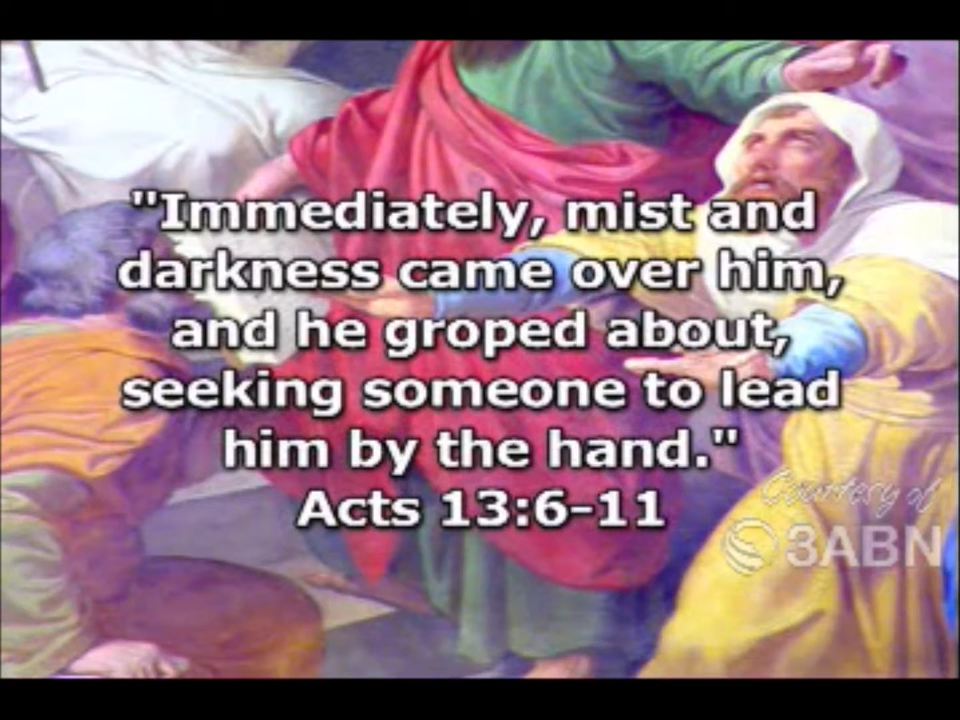 "Immediately, mist and
darkness came over him,
and he groped about,
seeking someone to lead
him by the hand."
Acts 13:6-11
Courtesy of
3ABN